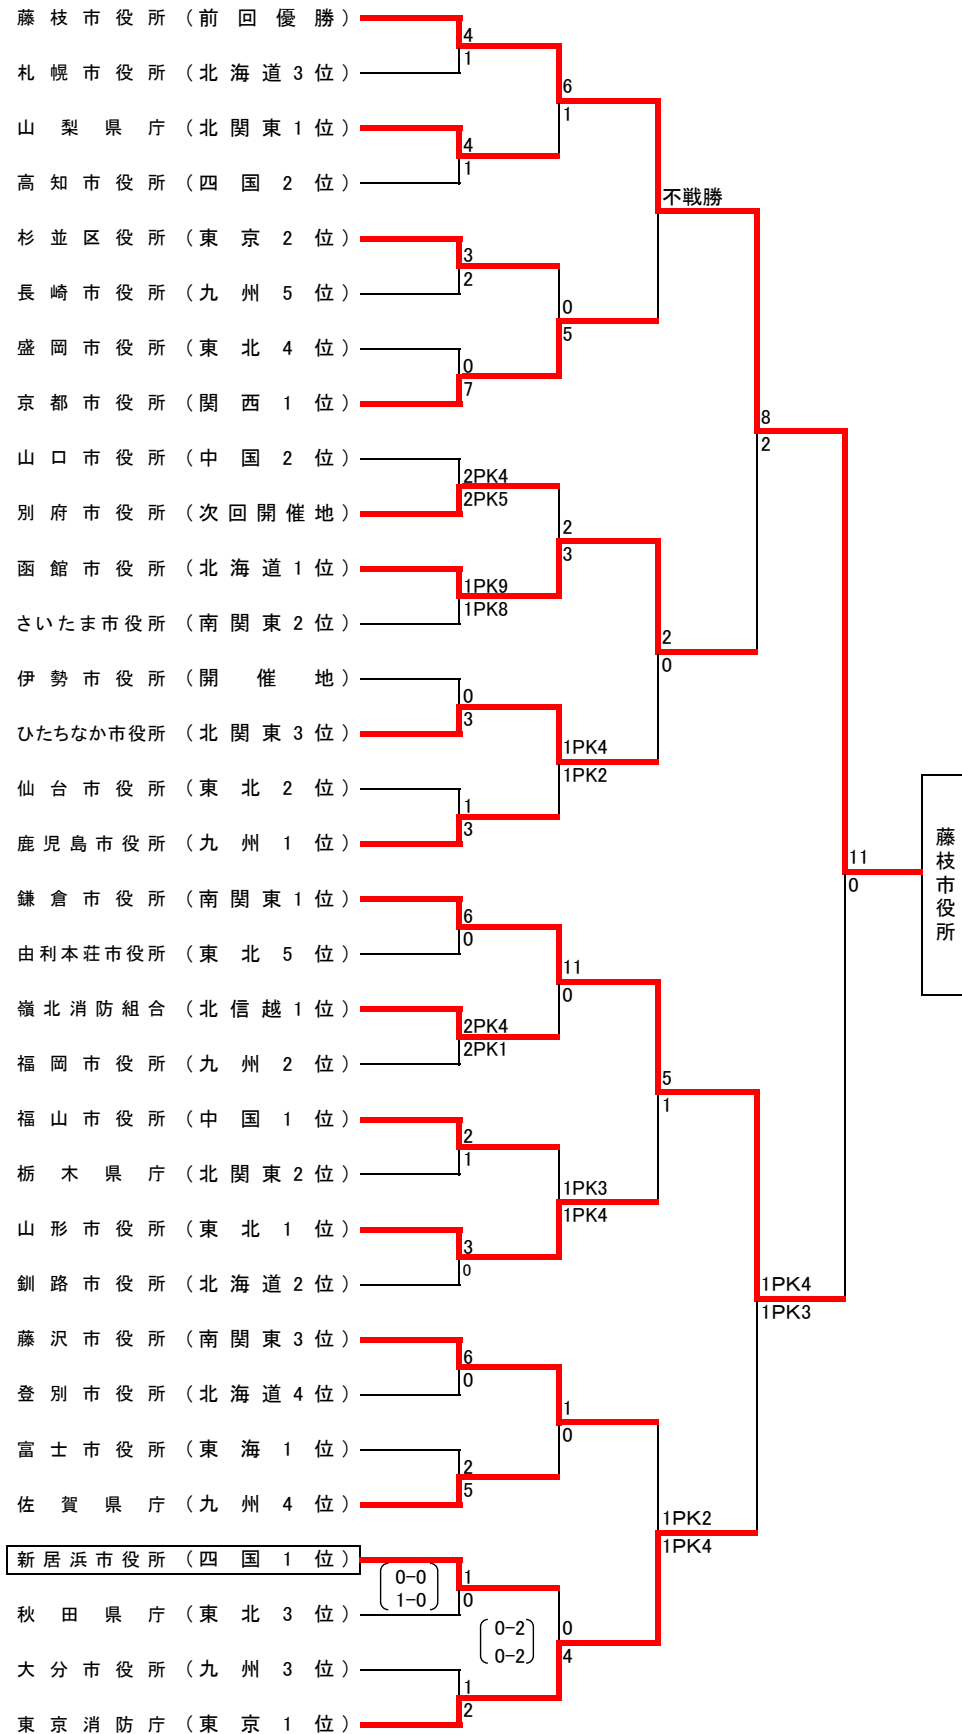 藤枝市役所（前回優勝）
4
1
札幌市役所（北海道3位）
6
1
山梨県庁（北関東1位）
4
1
高知市役所（四国2位）
不戦勝
杉並区役所（東京2位）
3
2
長崎市役所（九州5位）
0
5
盛岡市役所（東北4位）
0
7
京都市役所（関西1位）
8
2
山口市役所（中国2位）
2PK4
2PK5
別府市役所（次回開催地）
2
3
函館市役所（北海道1位）
1PK9
1PK8
さいたま市役所（南関東2位）
2
0
伊勢市役所（開催地）
0
3
ひたちなか市役所（北関東3位）
1PK4
1PK2
仙台市役所（東北2位）
1
3
鹿児島市役所（九州1位）
11
0
藤枝市役所
鎌倉市役所（南関東1位）
6
0
由利本荘市役所（東北5位）
11
0
嶺北消防組合（北信越1位）
2PK4
2PK1
福岡市役所（九州2位）
5
1
福山市役所（中国1位）
2
1
栃木県庁（北関東2位）
1PK3
1PK4
山形市役所（東北1位）
3
0
釧路市役所（北海道2位）
1PK4
1PK3
藤沢市役所（南関東3位）
6
0
登別市役所（北海道4位）
1
0
富士市役所（東海1位）
2
5
佐賀県庁（九州4位）
1PK2
1PK4
新居浜市役所（四国1位）
0-0
1-0
1
0
秋田県庁（東北3位）
0-2
0-2
0
4
大分市役所（九州3位）
1
2
東京消防庁（東京1位）